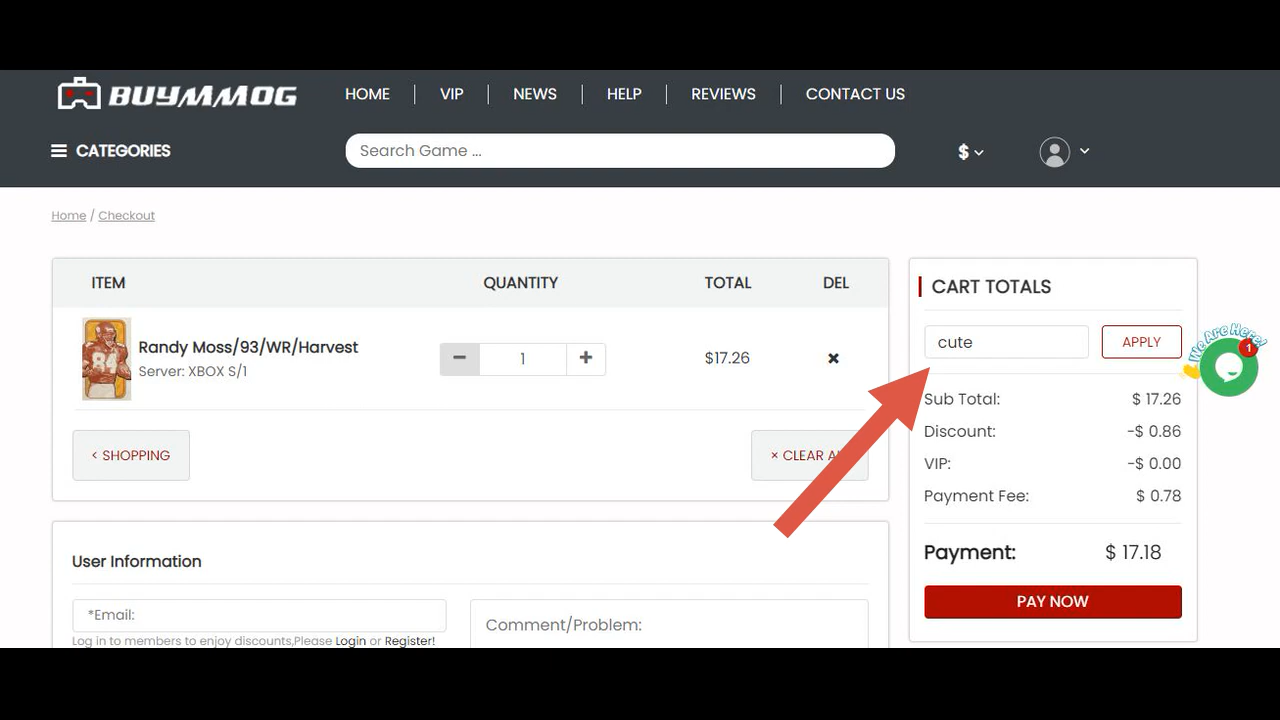 BUYMMOG
HOME
VIP
NEWS
HELP
REVIEWS
CONTACT US
CATEGORIES
Search Game ...
$
Home / Checkout
ITEM QUANTITY TOTAL DEL
Randy Moss/93/WR/Harvest
Server: XBOX S/1
1
$17.26
< SHOPPING
× CLEAR A
User Information
*Email:
Log in to members to enjoy discounts,Please Login or Register!
Comment/Problem:
CART TOTALS
cute
APPLY
Sub Total: $ 17.26
Discount: -$ 0.86
VIP: -$ 0.00
Payment Fee: $ 0.78
Payment: $ 17.18
PAY NOW
We Are Here!
1
84